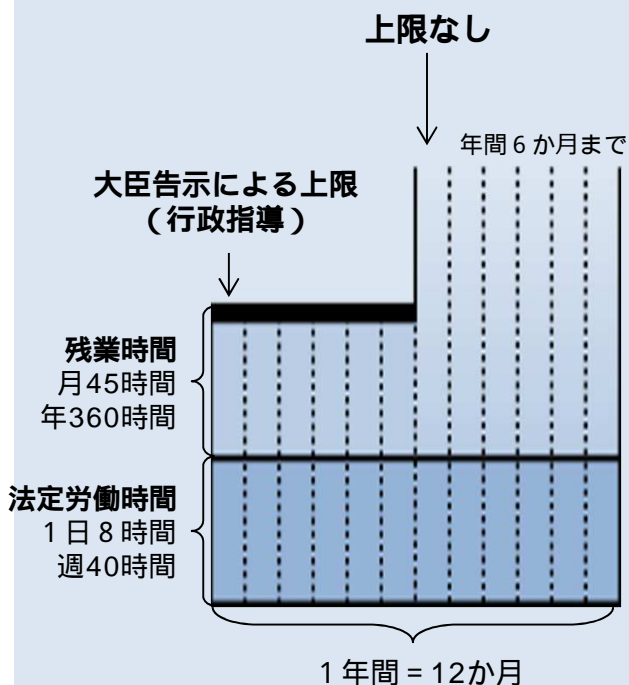 上限なし
年間６か月まで
大臣告示による上限
（行政指導）
残業時間
月45時間
年360時間
法定労働時間
１日８時間
週40時間
１年間＝12か月